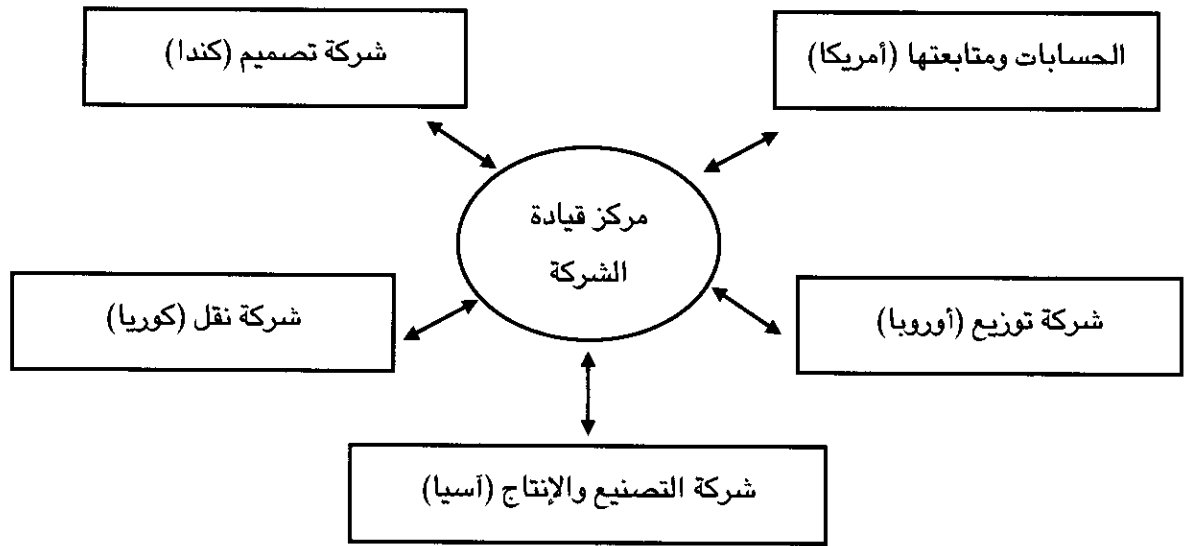 الحسابات ومتابعتها (أمريكا)
شركة تصميم (كندا)
مركز قيادة
الشركة
شركة توزيع (أوروبا)
شركة نقل (كوريا)
شركة التصنيع والإنتاج (آسيا)